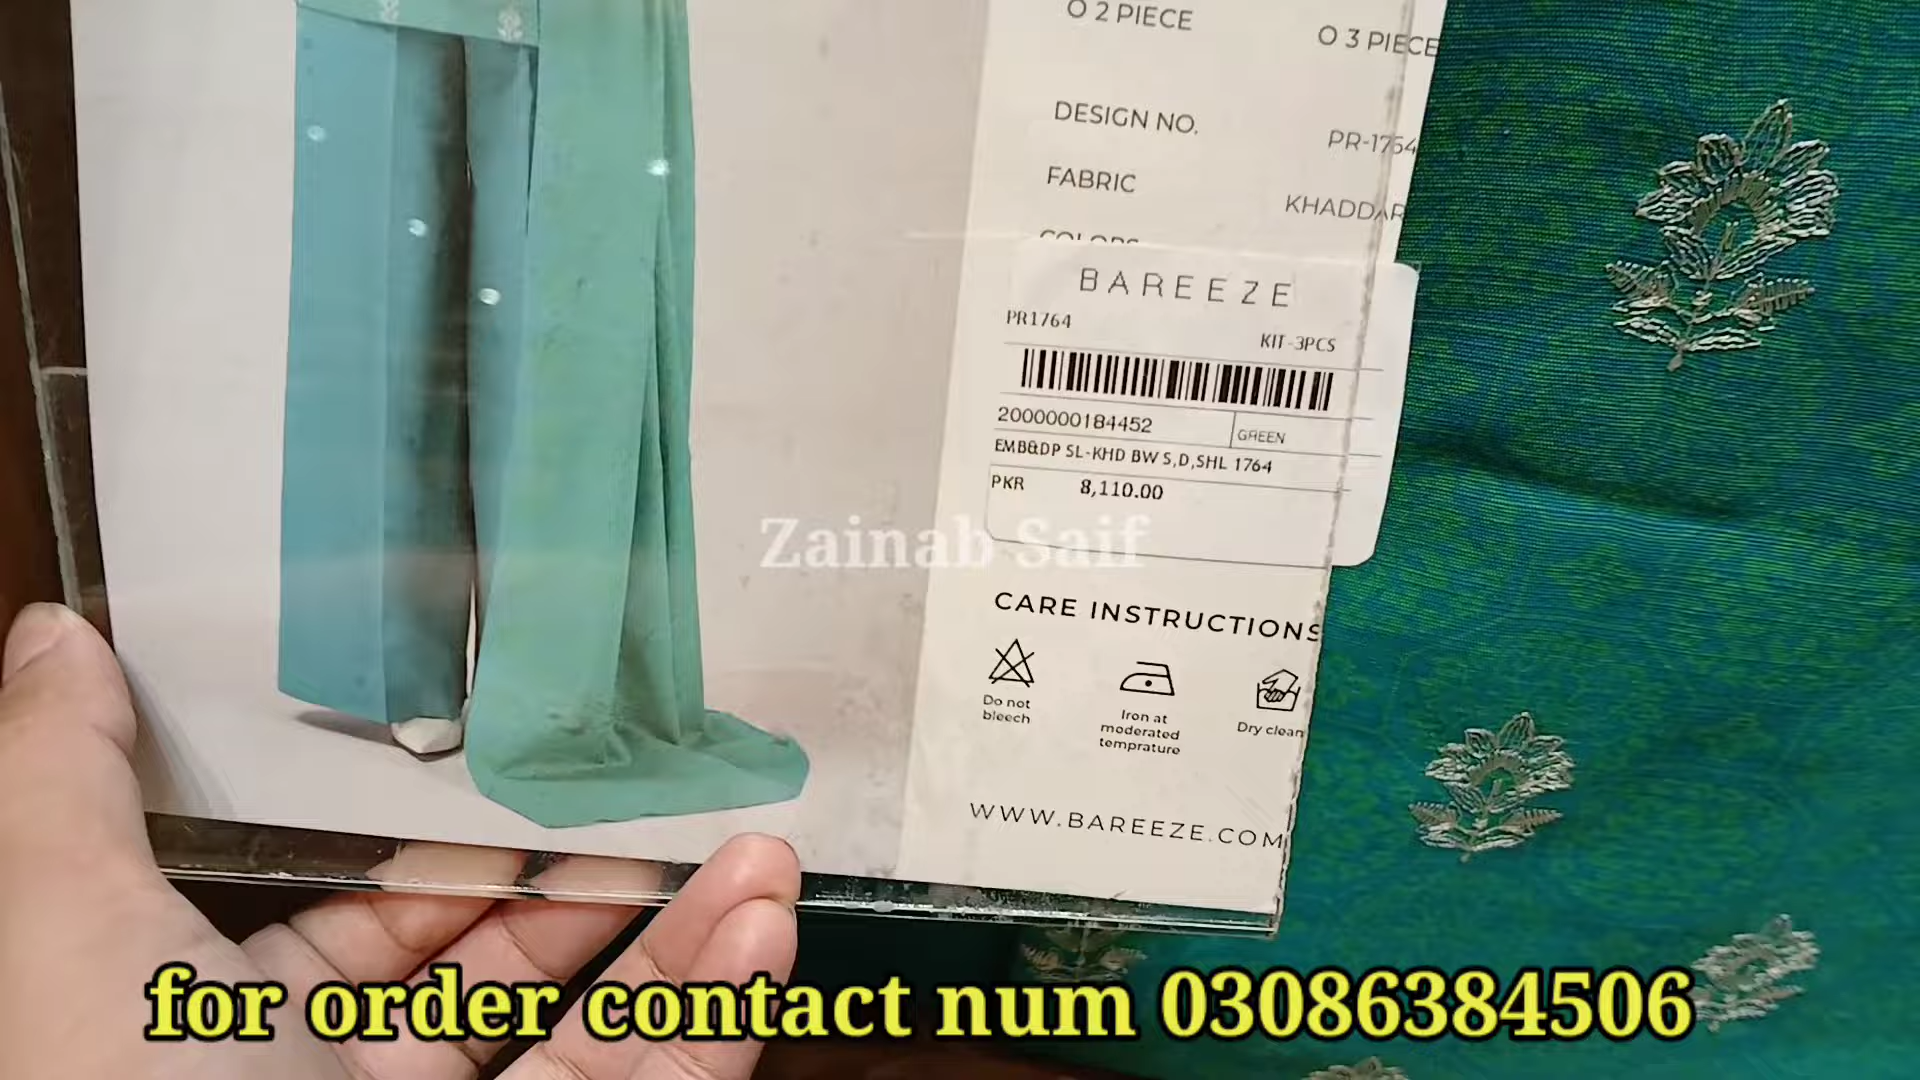 O 2 PIECE
O 3 PIECE
DESIGN NO.
PR-1764
FABRIC
KHADDAR
COLORS
BAREEZE
PR1764
KIT-3PCS
2000000184452
GREEN
EMB&DP SL-KHD BW S,D,SHL 1764
PKR 8,110.00
Zainab Saif
CARE INSTRUCTIONS
Do not
bleech
Iron at
moderated
temprature
Dry clean
WWW.BAREEZE.COM
for order contact num 03086384506